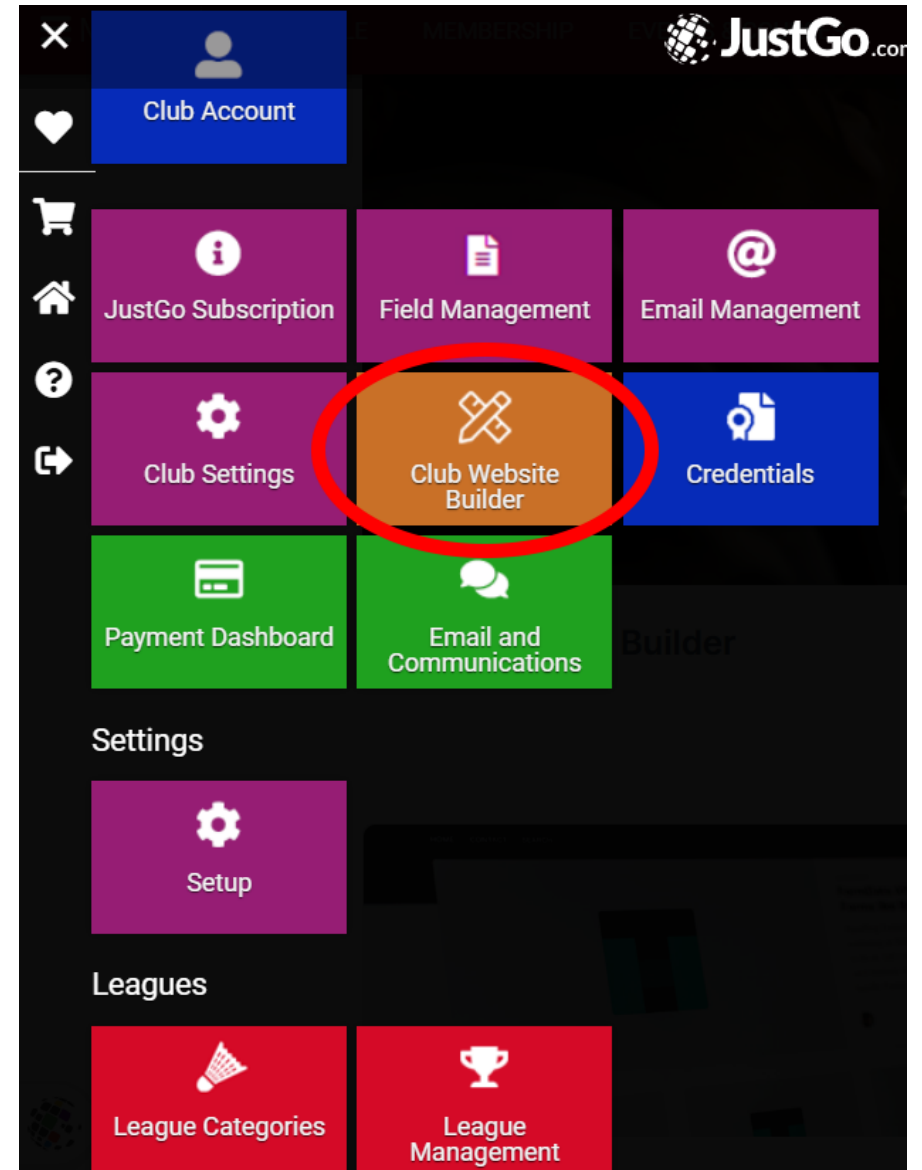 MEMBERSHIP
JustGo.com
Club Account
JustGo Subscription
Field Management
Email Management
Club Settings
Club Website
Builder
Credentials
Payment Dashboard
Email and
Communications
Builder
Settings
Setup
Leagues
League Categories
League
Management